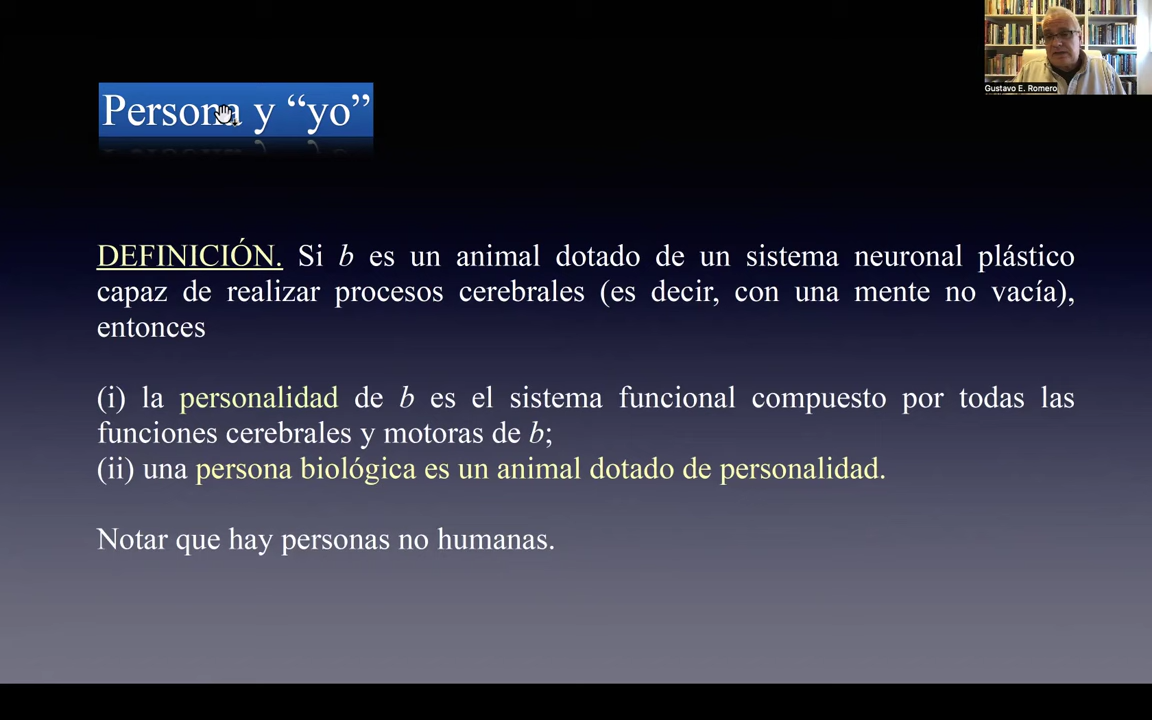 Gustavo E. Romero
Persona y “yo”
DEFINICIÓN. Si b es un animal dotado de un sistema neuronal plástico
capaz de realizar procesos cerebrales (es decir, con una mente no vacía),
entonces
(i) la personalidad de b es el sistema funcional compuesto por todas las
funciones cerebrales y motoras de b;
(ii) una persona biológica es un animal dotado de personalidad.
Notar que hay personas no humanas.